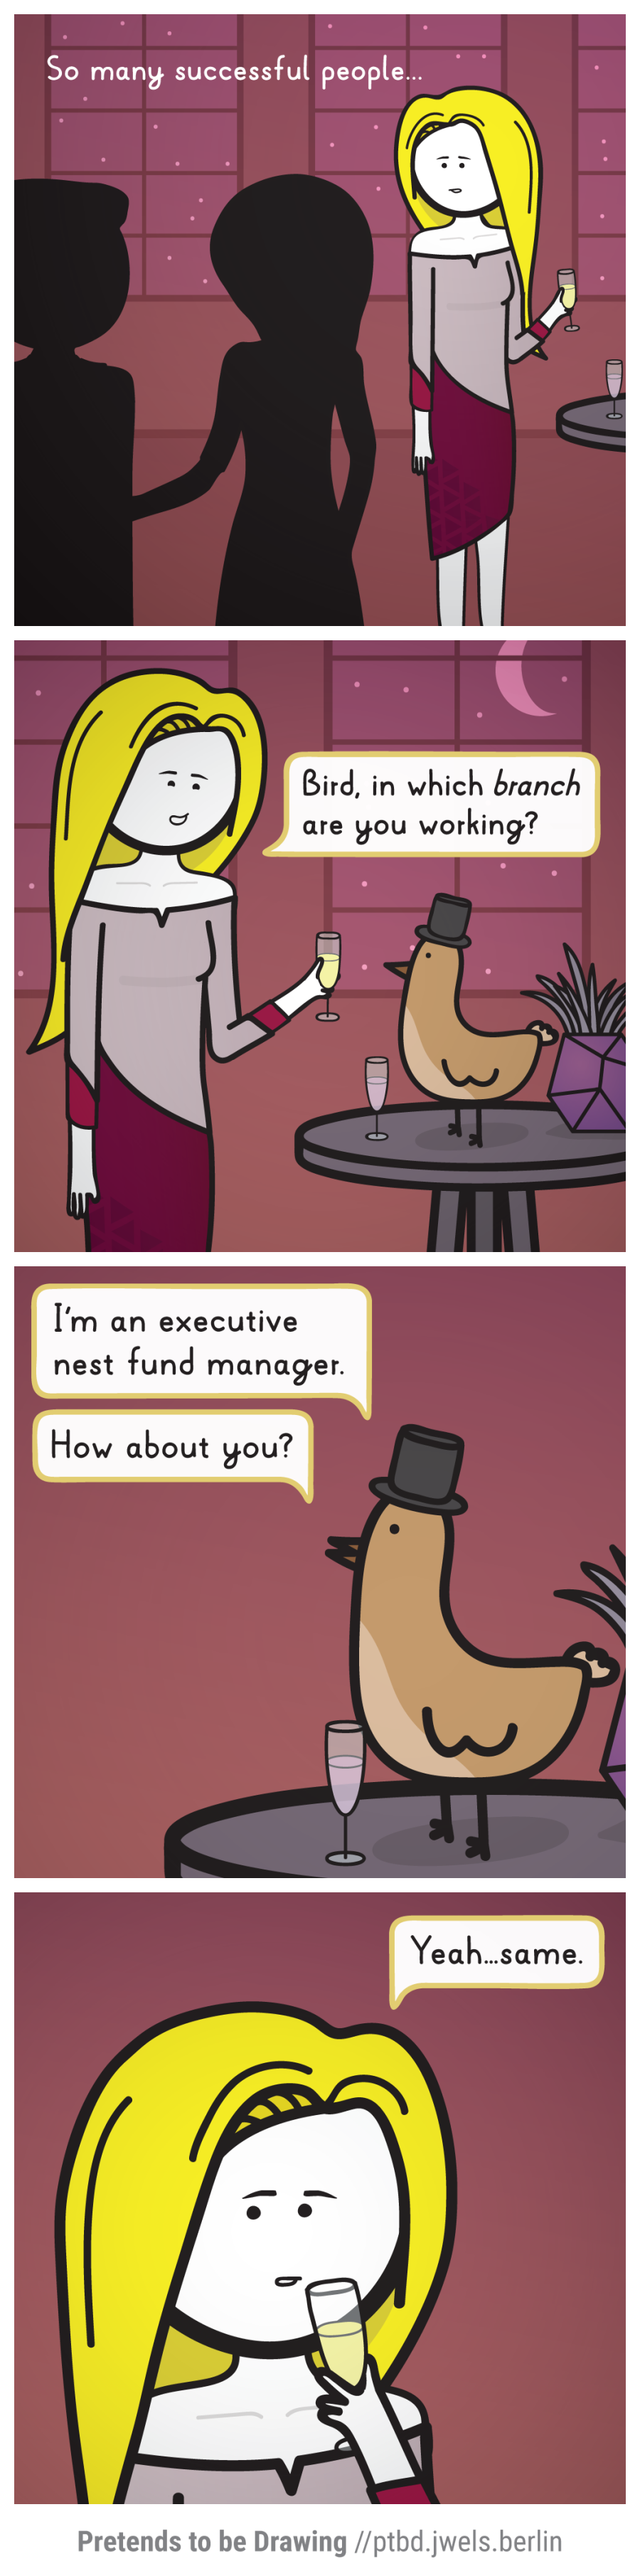 So many successful people...
Bird, in which branch
are you working?
I'm an executive
nest fund manager.
How about you?
Yeah...same.
Pretends to be Drawing //ptbd.jwels.berlin